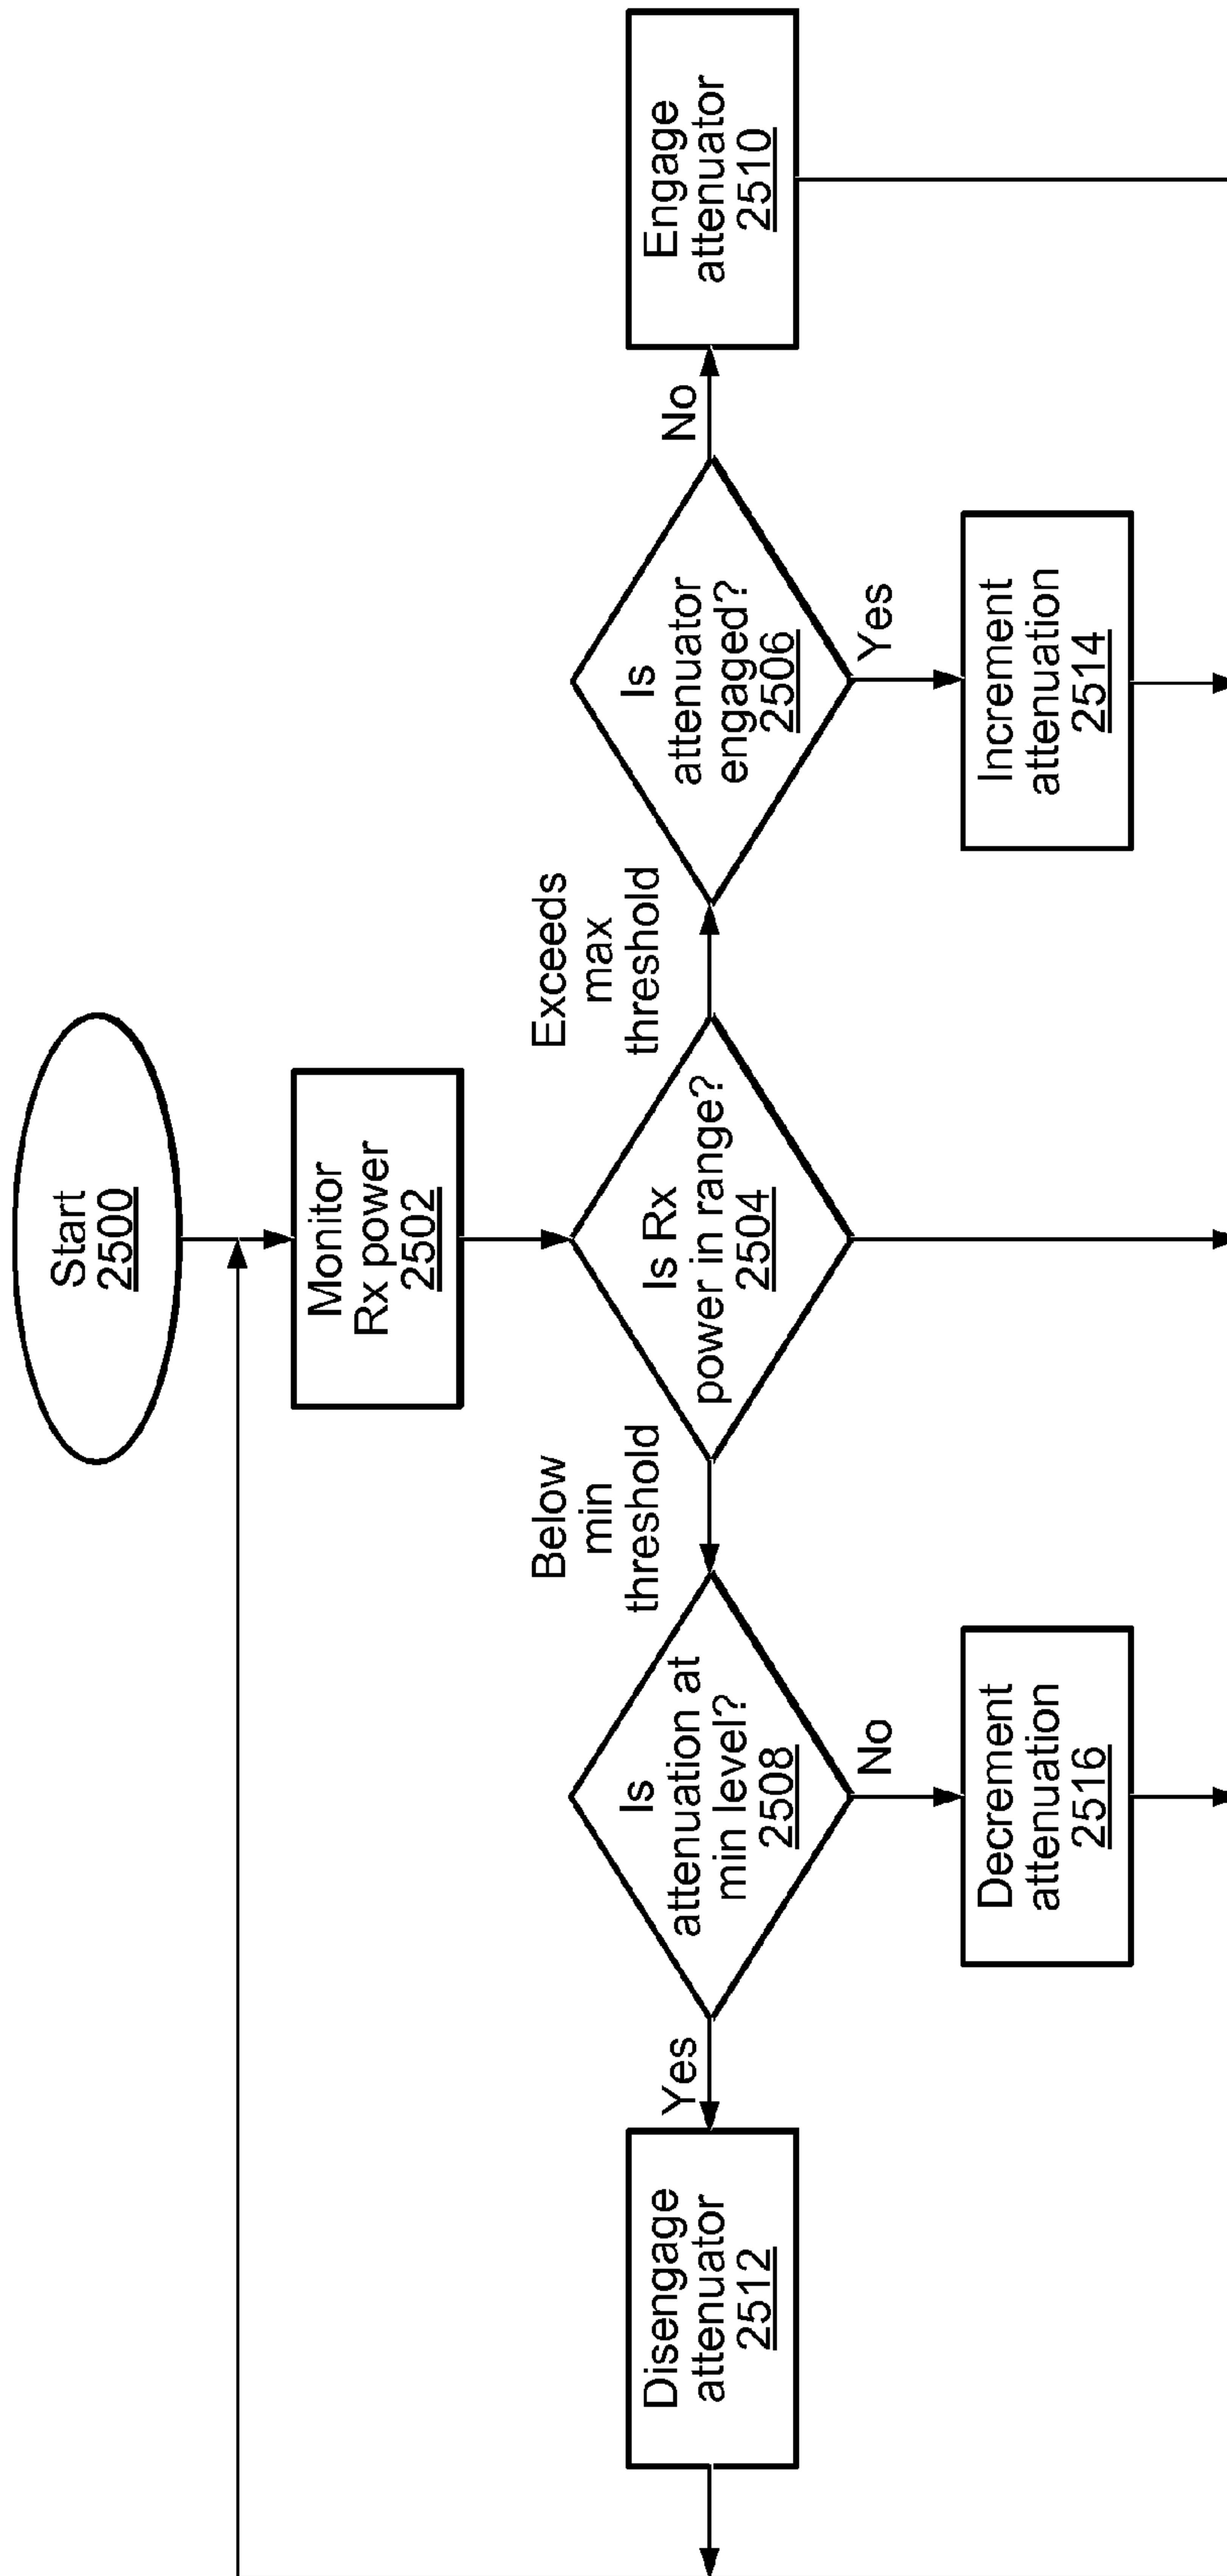 Start
2500
Monitor
Rx power
2502
Is Rx
power in range?
2504
Below
min
threshold
Exceeds
max
threshold
Is
attenuation at
min level?
2508
Yes
No
Disengage
attenuator
2512
Decrement
attenuation
2516
Is
attenuator
engaged?
2506
No
Yes
Engage
attenuator
2510
Increment
attenuation
2514